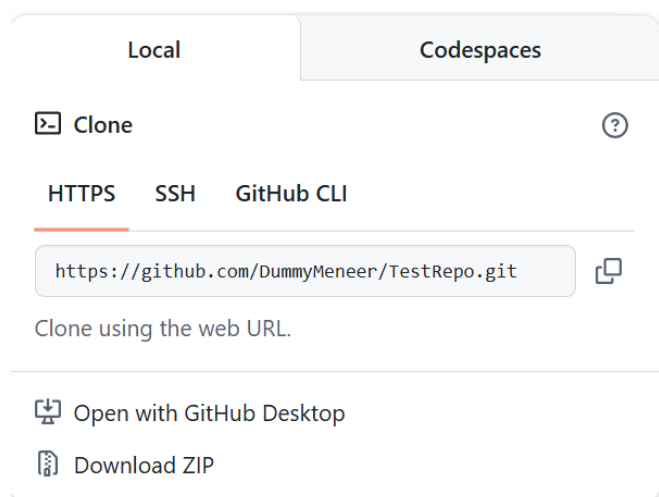 Local Codespaces
Clone
HTTPS SSH GitHub CLI
https://github.com/DummyMeneer/TestRepo.git
Clone using the web URL.
Open with GitHub Desktop
Download ZIP